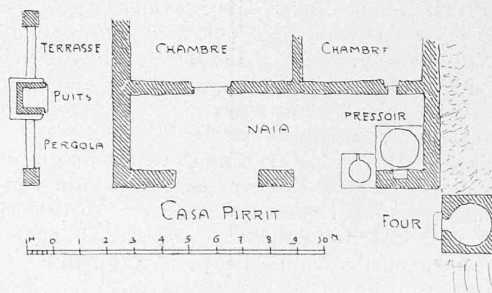 TERRASSE
CHAMBRE
CHAMBRE
PUITS
PRESSOIR
NAIA
PERGOLA
CASA PIRRIT
FOUR
1M 0 1 2 3 4 5 6 7 8 9 10 M